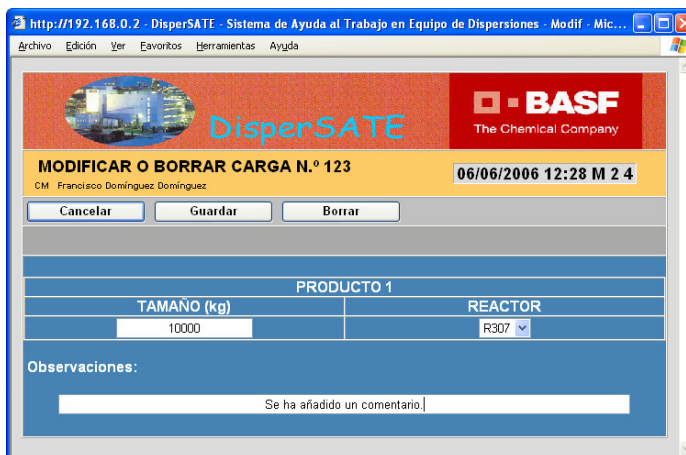 http://192.168.0.2 - DisperSATE - Sistema de Ayuda al Trabajo en Equipo de Dispersiones - Modif - Mic...
Archivo Edición Ver Favoritos Herramientas Ayuda
DisperSATE
BASF
The Chemical Company
MODIFICAR O BORRAR CARGA N.º 123
CM Francisco Domínguez Domínguez
06/06/2006 12:28 M 2 4
Cancelar Guardar Borrar
PRODUCTO 1
TAMAÑO (kg) REACTOR
10000 R307
Observaciones:
Se ha añadido un comentario.